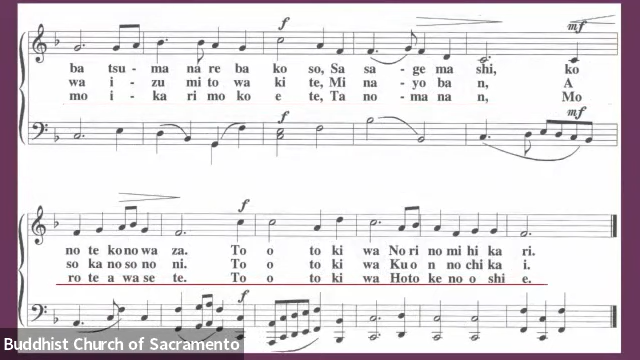 f
mf
ba tsu- ma na re ba ko so, Sa sa - ge ma shi, ko
wa i - zu mi to wa ki te, Mi na - yo ba n, A
mo i - ka ri mo ko e te, Ta no - ma na n, Mo
f
mf
f
no te ko no wa za. To o to ki wa No ri no mi hi ka ri.
so ka no so no ni. To o to ki wa Ku o n no chi ka i.
ro te a wa se te. To o to ki wa Hoto ke no o shi e.
f
Buddhist Church of Sacramento